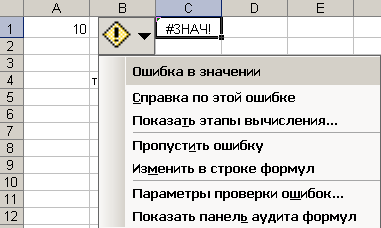 A B C D E
1 10 #ЗНАЧ!
2
3 Ошибка в значении
4 т
5 Справка по этой ошибке
6 Показать этапы вычисления...
7 Пропустить ошибку
8
9 Изменить в строке формул
10
11 Параметры проверки ошибок...
12 Показать панель аудита формул